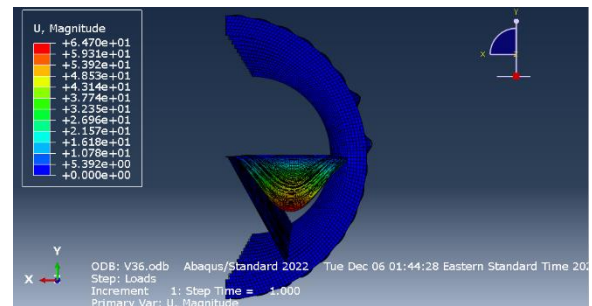 U, Magnitude
+6.470e+01
+5.931e+01
+5.392e+01
+4.853e+01
+4.314e+01
+3.774e+01
+3.235e+01
+2.696e+01
+2.157e+01
+1.618e+01
+1.078e+01
+5.392e+00
+0.000e+00
Y
X
Y
X
ODB: V36.odb Abaqus/Standard 2022 Tue Dec 06 01:44:28 Eastern Standard Time 202
Step: Loads
Increment 1: Step Time = 1.000
Primary Var: U, Magnitude